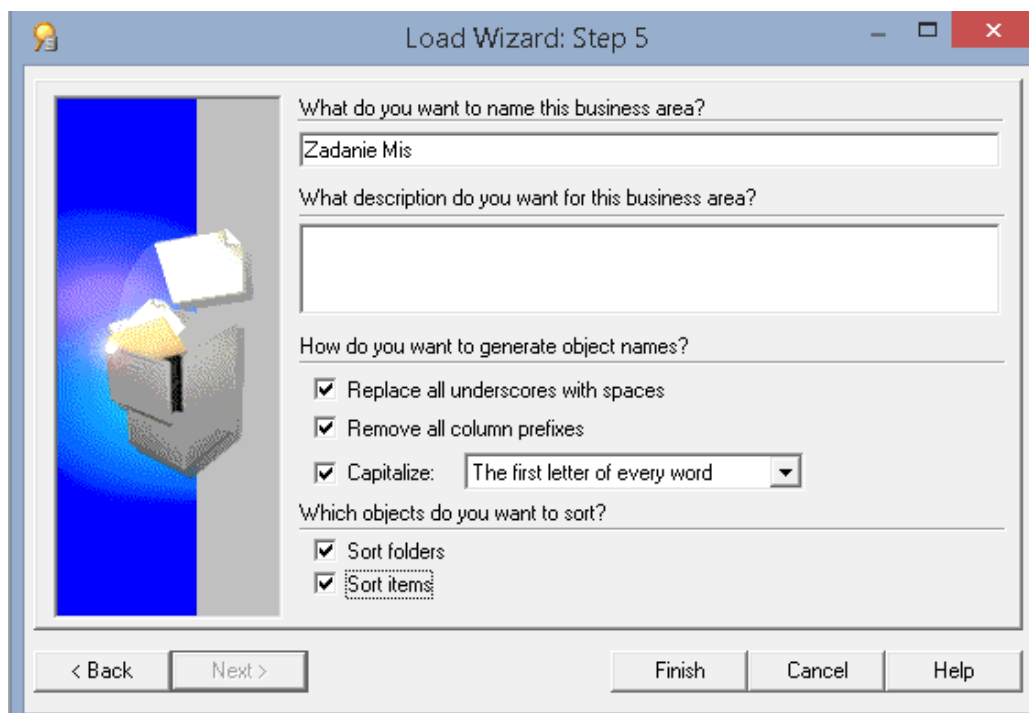 Load Wizard: Step 5
What do you want to name this business area?
Zadanie Mis
What description do you want for this business area?
How do you want to generate object names?
Replace all underscores with spaces
Remove all column prefixes
Capitalize: The first letter of every word
Which objects do you want to sort?
Sort folders
Sort items
< Back Next > Finish Cancel Help